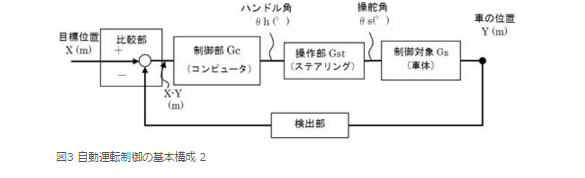 ハンドル角
θh(°)
操舵角
θs(°)
車の位置
Y (m)
目標位置
X (m)
比較部
+
−
制御部 Gc
(コンピュータ)
操作部 Gst
(ステアリング)
制御対象 GB
(車体)
X-Y
(m)
検出部
図3 自動運転制御の基本構成 2